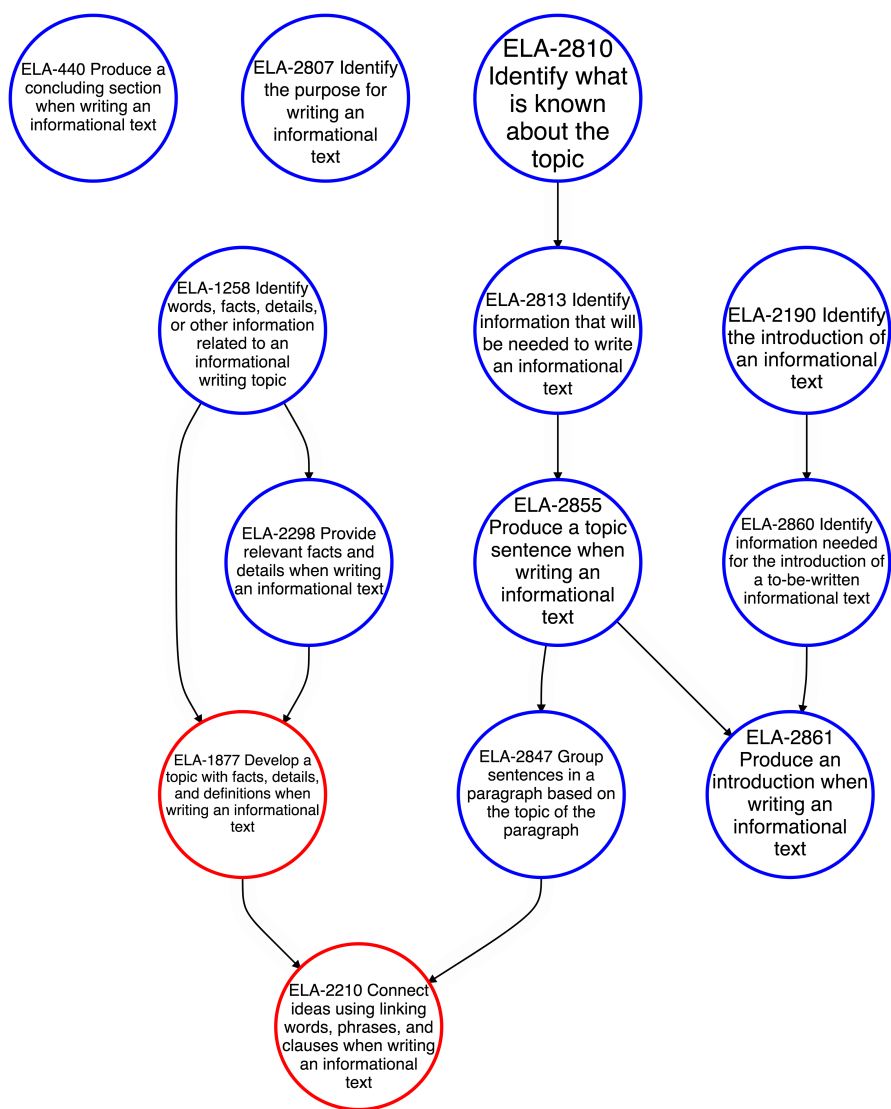 ELA-440 Produce a
concluding section
when writing an
informational text
ELA-2807 Identify
the purpose for
writing an
informational
text
ELA-2810
Identify what
is known
about the
topic
ELA-1258 Identify
words, facts, details,
or other information
related to an
informational
writing topic
ELA-2813 Identify
information that will
be needed to write
an informational
text
ELA-2190 Identify
the introduction of
an informational
text
ELA-2298 Provide
relevant facts and
details when writing
an informational text
ELA-2855
Produce a topic
sentence when
writing an
informational
text
ELA-2860 Identify
information needed
for the introduction of
a to-be-written
informational text
ELA-1877 Develop a
topic with facts, details,
and definitions when
writing an informational
text
ELA-2847 Group
sentences in a
paragraph based on
the topic of the
paragraph
ELA-2861
Produce an
introduction when
writing an
informational
text
ELA-2210 Connect
ideas using linking
words, phrases, and
clauses when writing
an informational
text